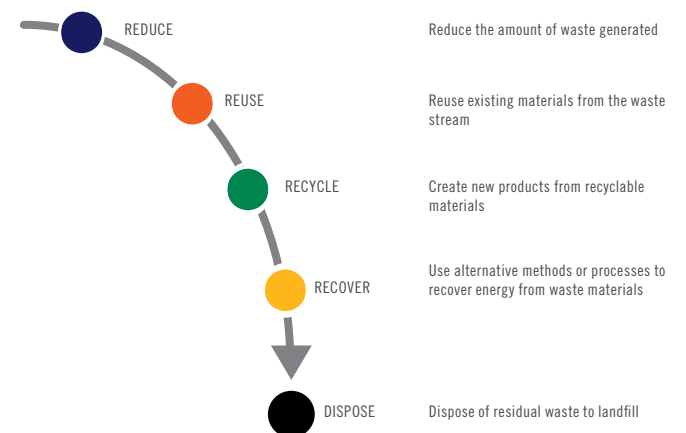 REDUCE
Reduce the amount of waste generated
REUSE
Reuse existing materials from the waste
stream
RECYCLE
Create new products from recyclable
materials
RECOVER
Use alternative methods or processes to
recover energy from waste materials
DISPOSE
Dispose of residual waste to landfill